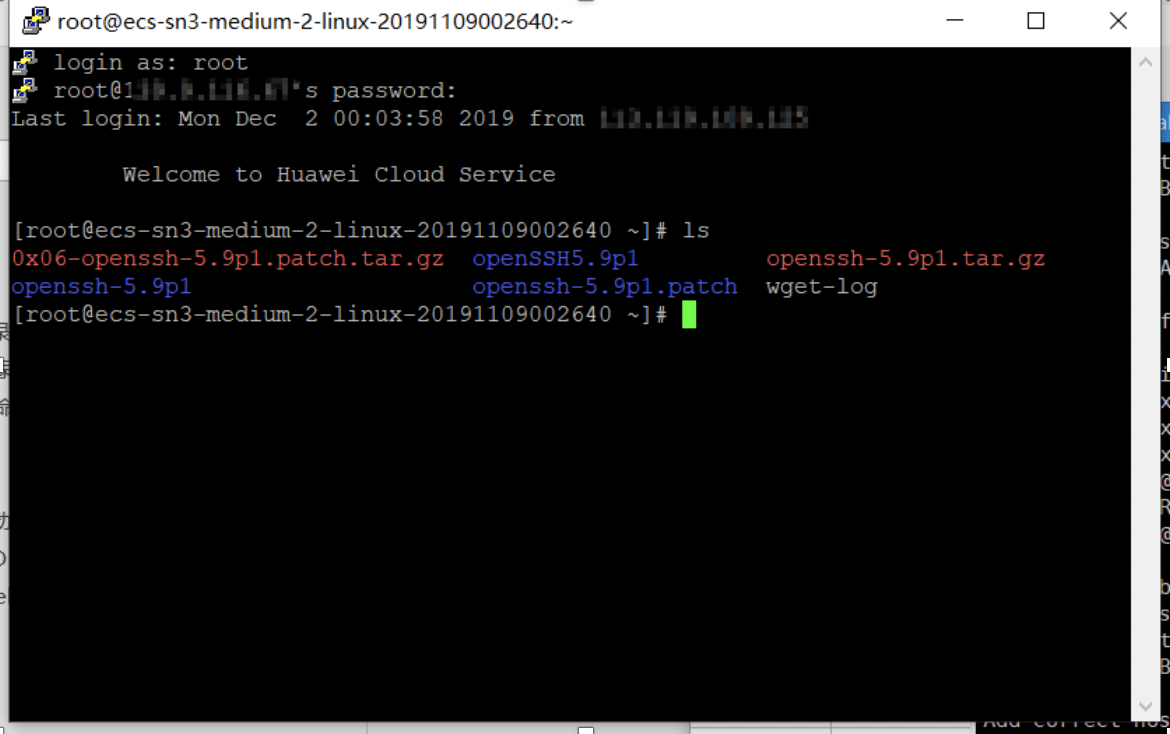 root@ecs-sn3-medium-2-linux-20191109002640:~
login as: root
root@1 's password:
Last login: Mon Dec  2 00:03:58 2019 from
Welcome to Huawei Cloud Service
[root@ecs-sn3-medium-2-linux-20191109002640 ~]# ls
0x06-openssh-5.9p1.patch.tar.gz  openSSH5.9p1         openssh-5.9p1.tar.gz
openssh-5.9p1                    openssh-5.9p1.patch  wget-log
[root@ecs-sn3-medium-2-linux-20191109002640 ~]#